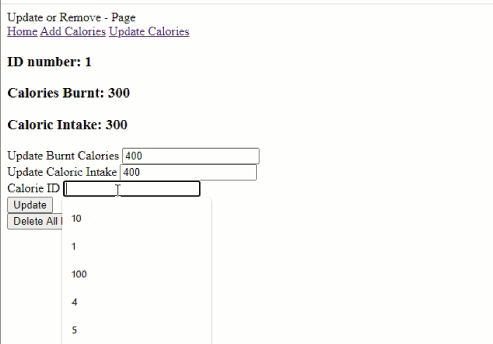 Update or Remove - Page
Home Add Calories Update Calories
ID number: 1
Calories Burnt: 300
Caloric Intake: 300
Update Burnt Calories 400
Update Caloric Intake 400
Calorie ID
Update
Delete All
10
1
100
4
5